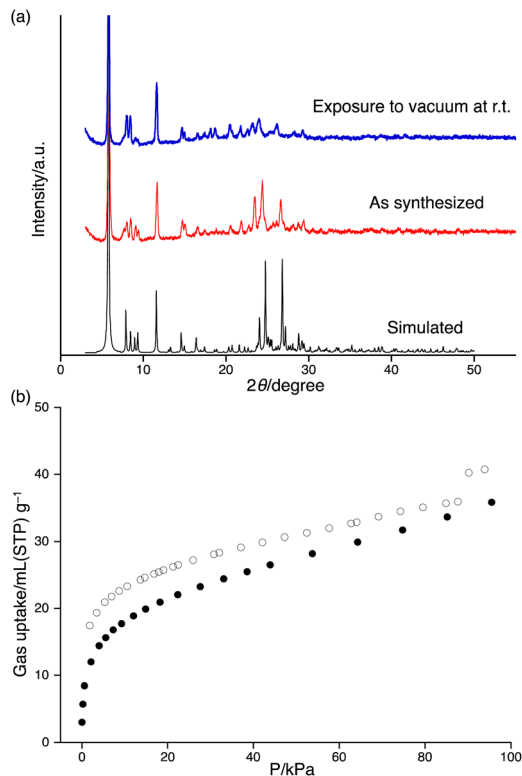 (a)
Intensity/a.u.
Exposure to vacuum at r.t.
As synthesized
Simulated
0 10 20 30 40 50
2θ/degree
(b)
Gas uptake/mL(STP) g⁻¹
50
40
30
20
10
0
0 20 40 60 80 100
P/kPa